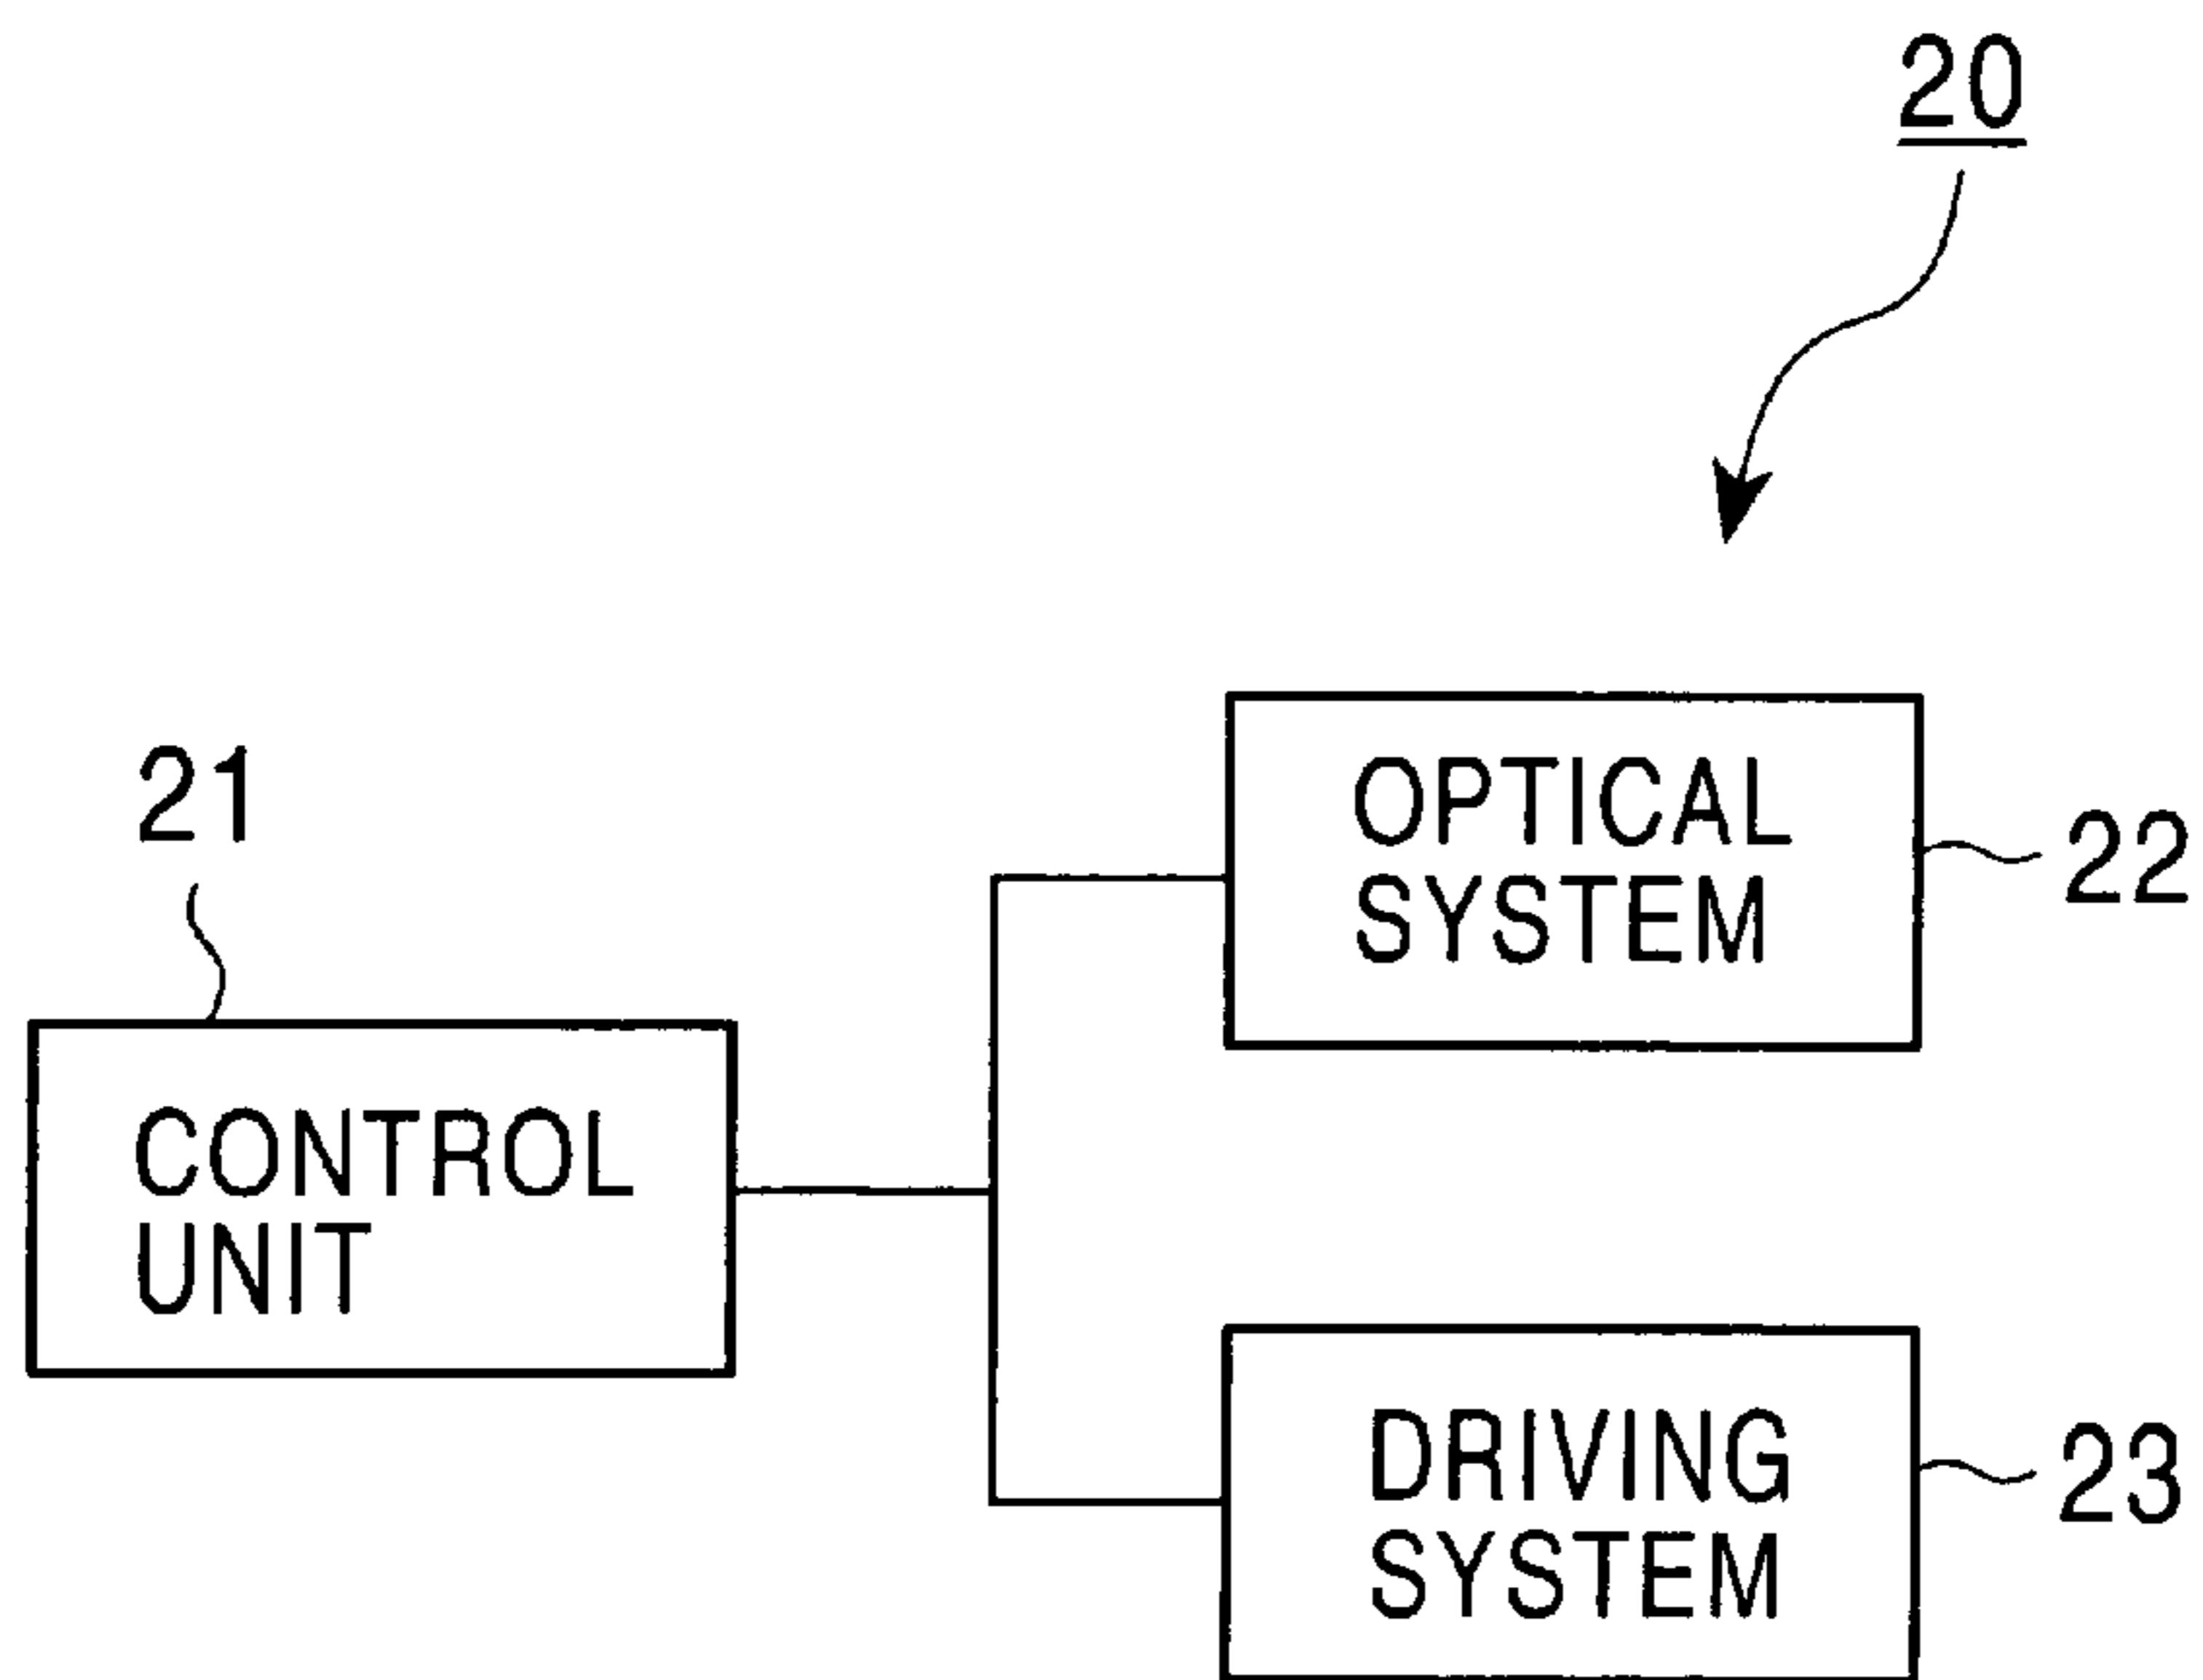 20
21
CONTROL
UNIT
OPTICAL
SYSTEM
22
DRIVING
SYSTEM
23